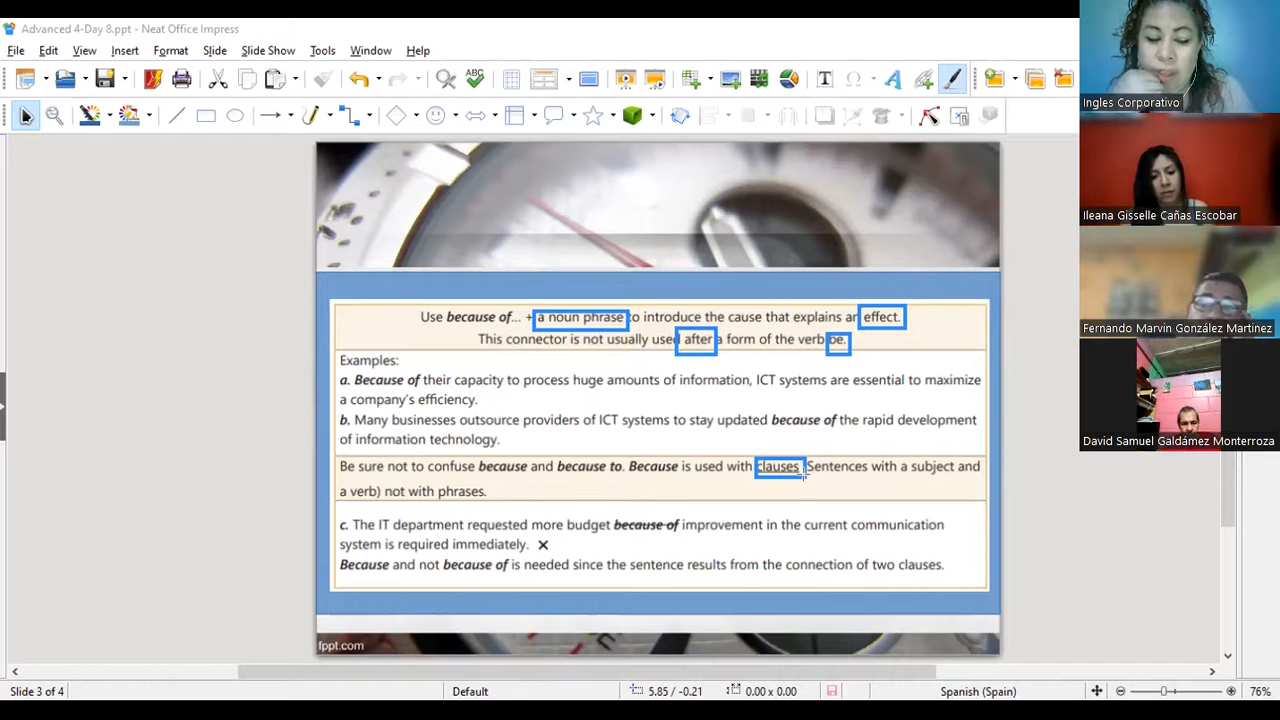 Advanced 4-Day 8.ppt - Neat Office Impress
File Edit View Insert Format Slide Slide Show Tools Window Help
ABC
Use because of... + a noun phrase to introduce the cause that explains an effect.
This connector is not usually used after a form of the verb be.
Examples:
a. Because of their capacity to process huge amounts of information, ICT systems are essential to maximize
a company's efficiency.
b. Many businesses outsource providers of ICT systems to stay updated because of the rapid development
of information technology.
Be sure not to confuse because and because to. Because is used with clauses Sentences with a subject and
a verb) not with phrases.
c. The IT department requested more budget because of improvement in the current communication
system is required immediately. ✕
Because and not because of is needed since the sentence results from the connection of two clauses.
fppt.com
Slide 3 of 4 Default 5.85 / -0.21 0.00 x 0.00 Spanish (Spain) 76%
Ingles Corporativo
Ileana Gisselle Cañas Escobar
Fernando Marvin González Martinez
David Samuel Galdámez Monterroza